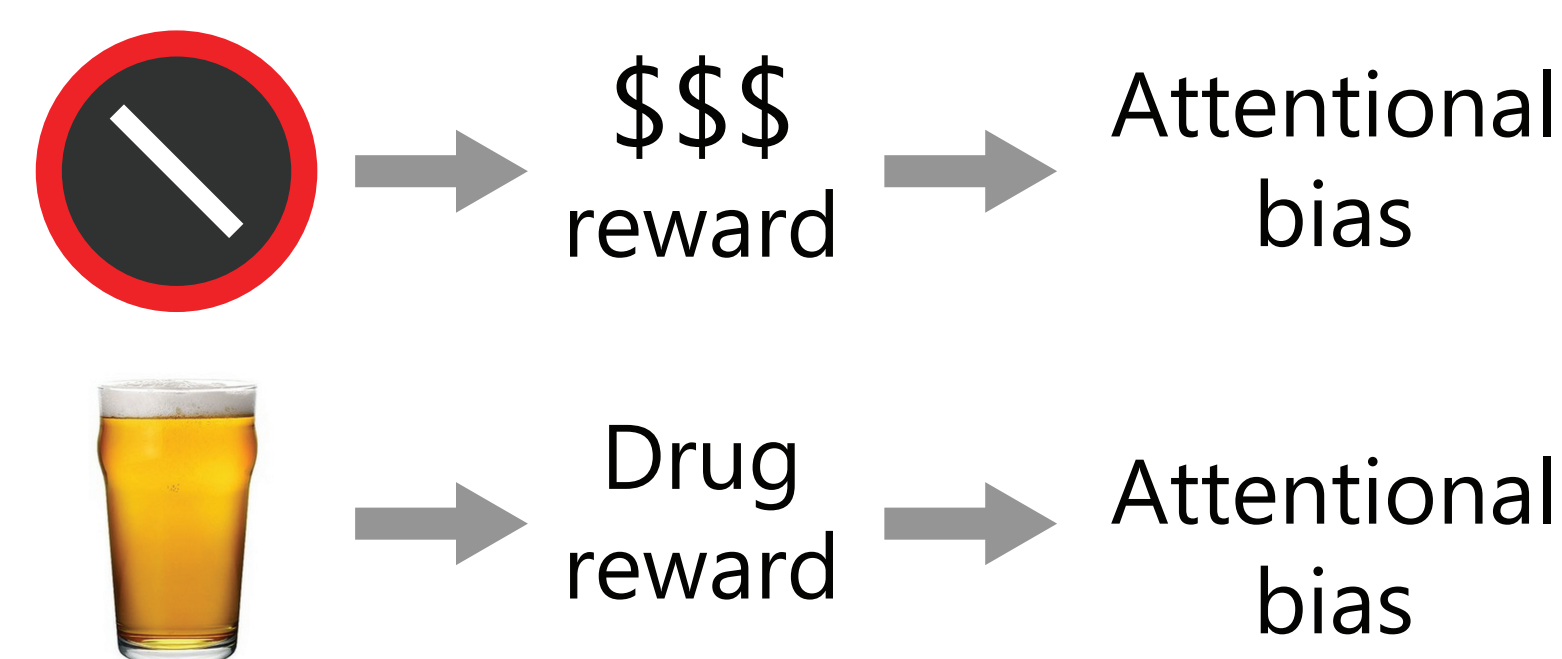 $$$
reward
Attentional
bias
Drug
reward
Attentional
bias